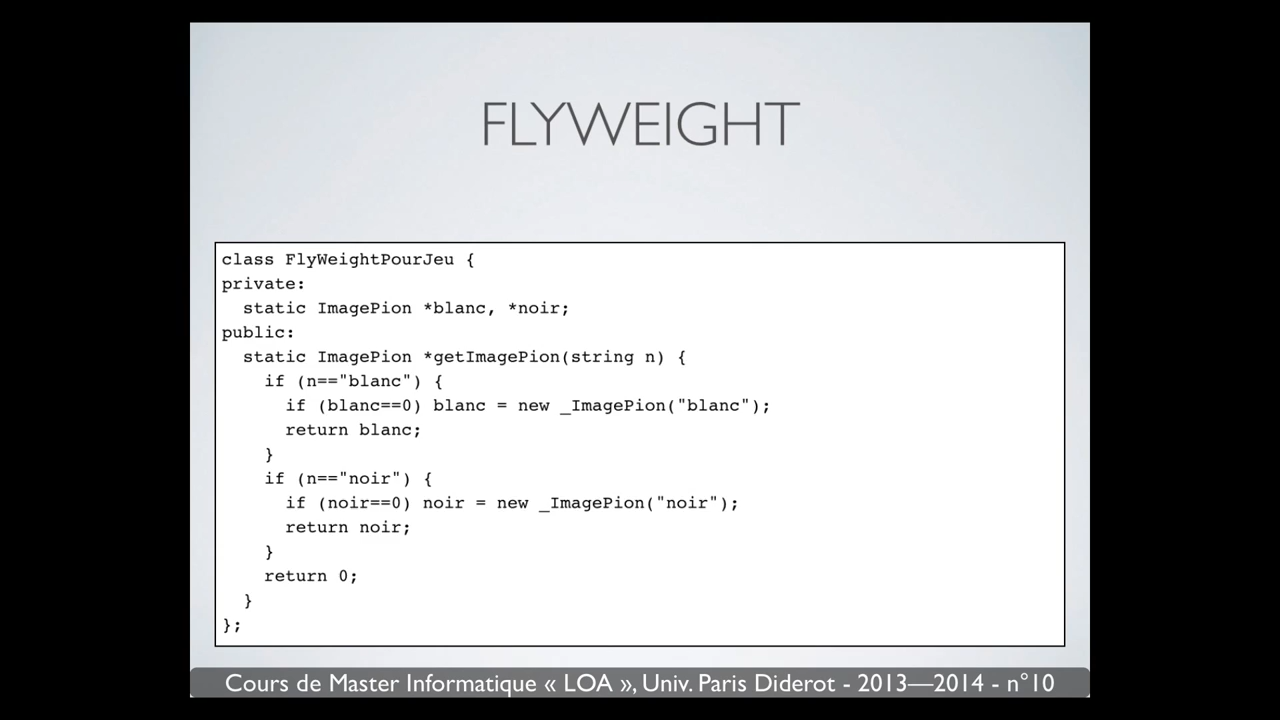 FLYWEIGHT
class FlyWeightPourJeu {
private:
  static ImagePion *blanc, *noir;
public:
  static ImagePion *getImagePion(string n) {
    if (n=="blanc") {
      if (blanc==0) blanc = new _ImagePion("blanc");
      return blanc;
    }
    if (n=="noir") {
      if (noir==0) noir = new _ImagePion("noir");
      return noir;
    }
    return 0;
  }
};
Cours de Master Informatique « LOA », Univ. Paris Diderot - 2013—2014 - n°10